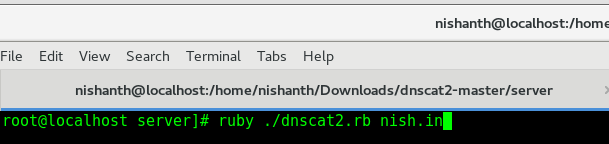 nishanth@localhost:/home
File Edit View Search Terminal Tabs Help
nishanth@localhost:/home/nishanth/Downloads/dnscat2-master/server ×
root@localhost server]# ruby ./dnscat2.rb nish.in